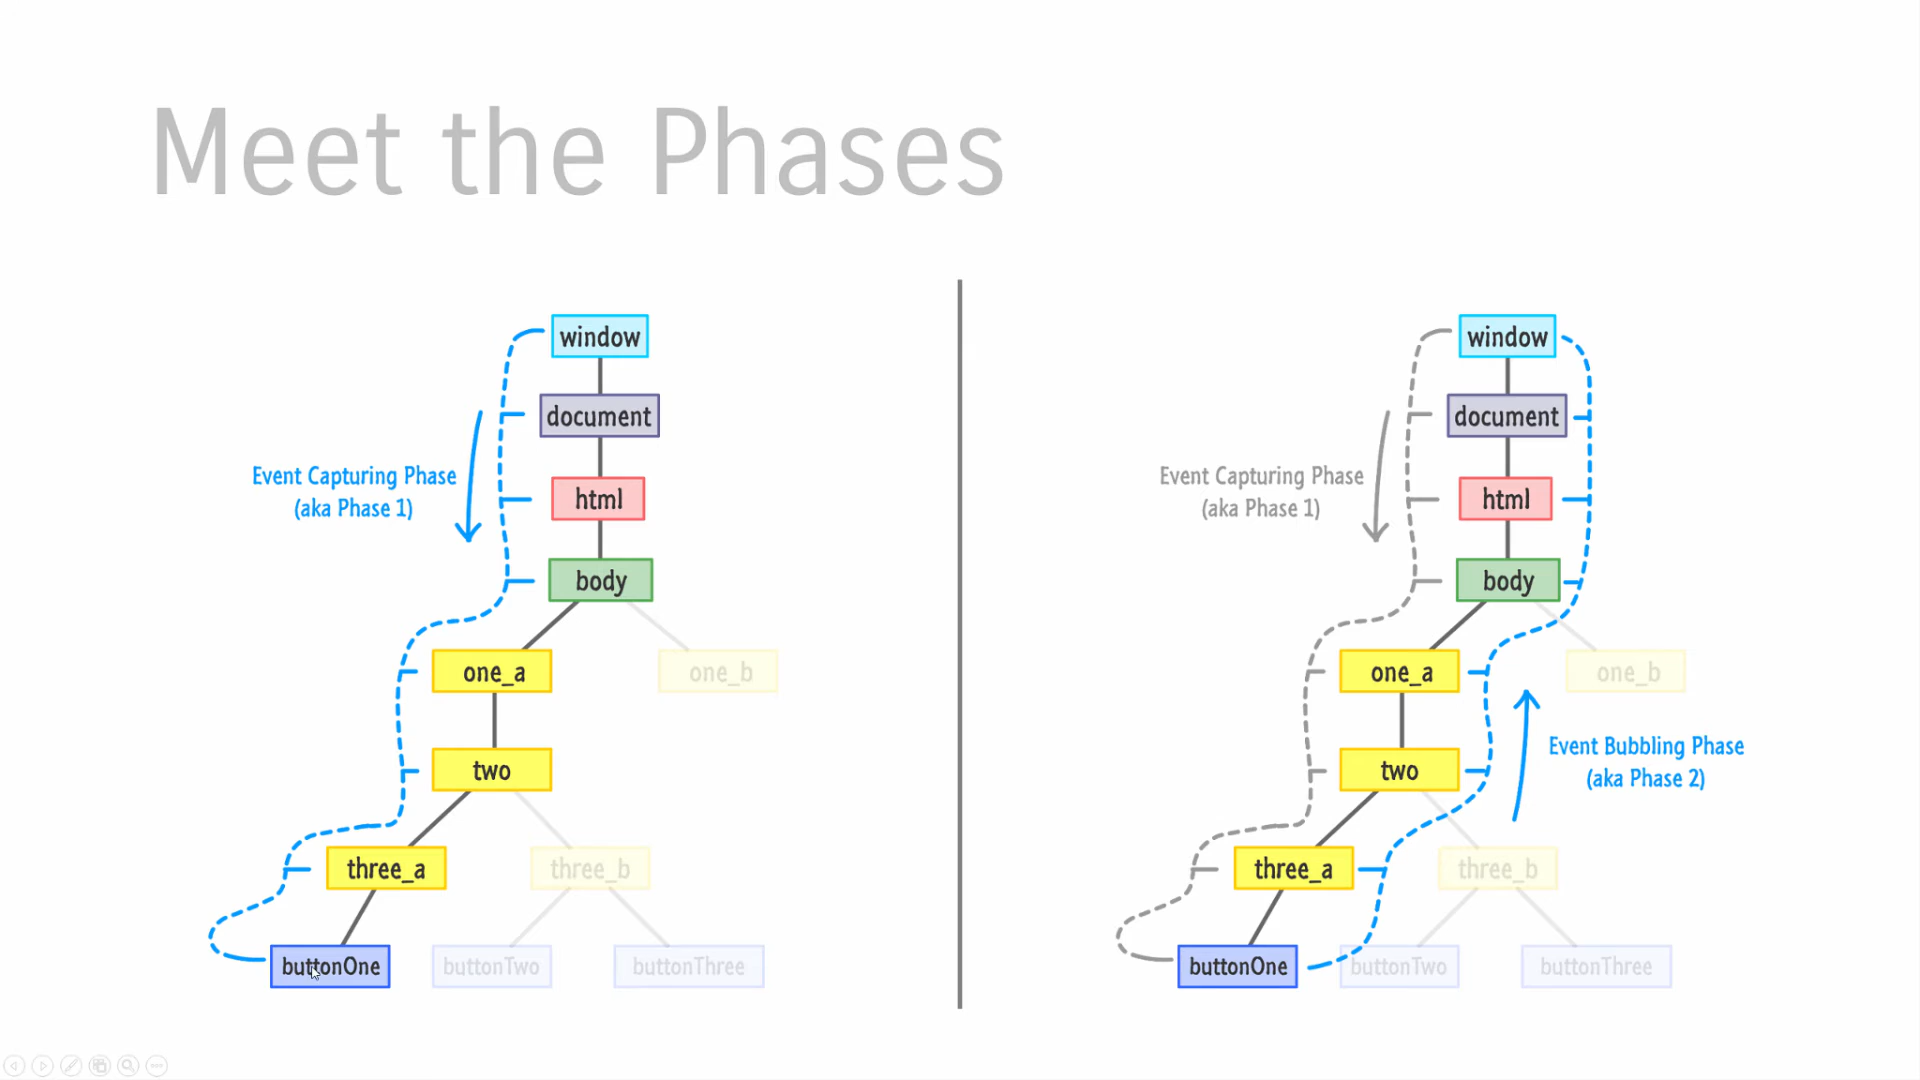 Meet the Phases
window
document
Event Capturing Phase
(aka Phase 1)
html
body
one_a
one_b
two
three_a
three_b
buttonOne
buttonTwo
buttonThree
window
document
Event Capturing Phase
(aka Phase 1)
html
body
one_a
one_b
Event Bubbling Phase
(aka Phase 2)
two
three_a
three_b
buttonOne
buttonTwo
buttonThree